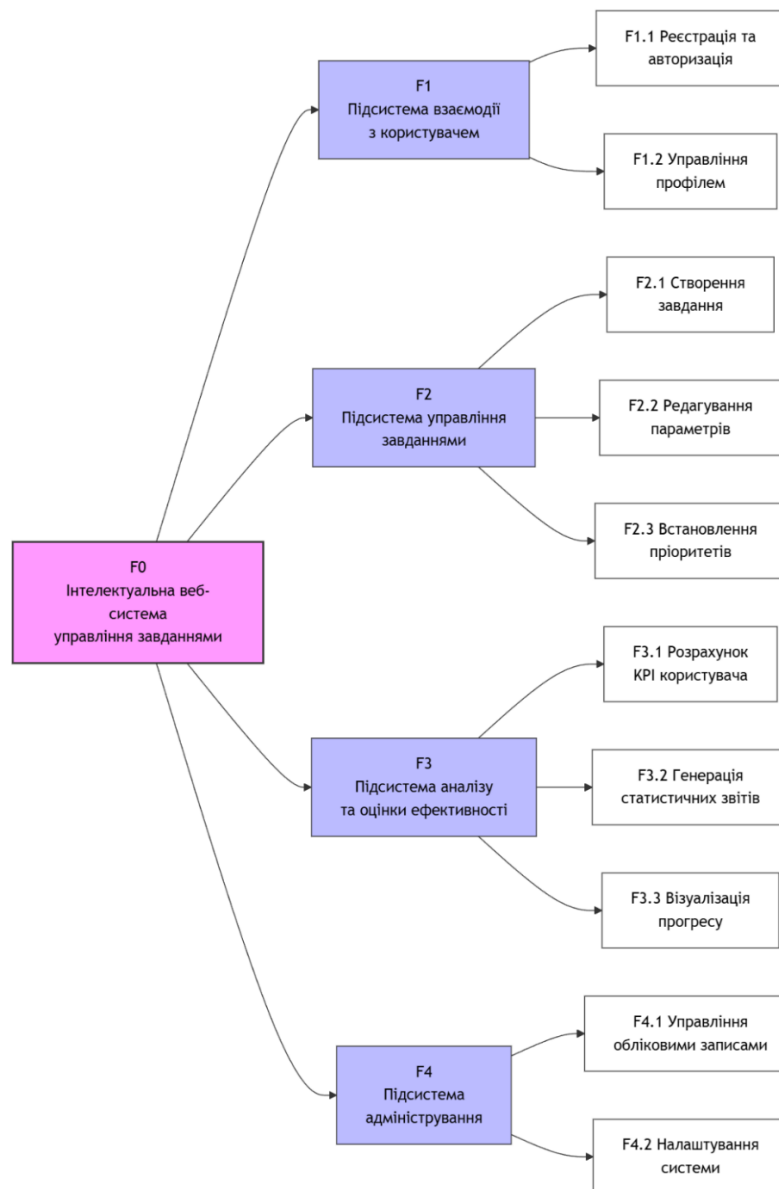 F1.1 Реєстрація та
авторизація
F1
Підсистема взаємодії
з користувачем
F1.2 Управління
профілем
F2.1 Створення
завдання
F2
Підсистема управління
завданнями
F2.2 Редагування
параметрів
F2.3 Встановлення
пріоритетів
F0
Інтелектуальна веб-
система
управління завданнями
F3.1 Розрахунок
KPI користувача
F3
Підсистема аналізу
та оцінки ефективності
F3.2 Генерація
статистичних звітів
F3.3 Візуалізація
прогресу
F4.1 Управління
обліковими записами
F4
Підсистема
адміністрування
F4.2 Налаштування
системи